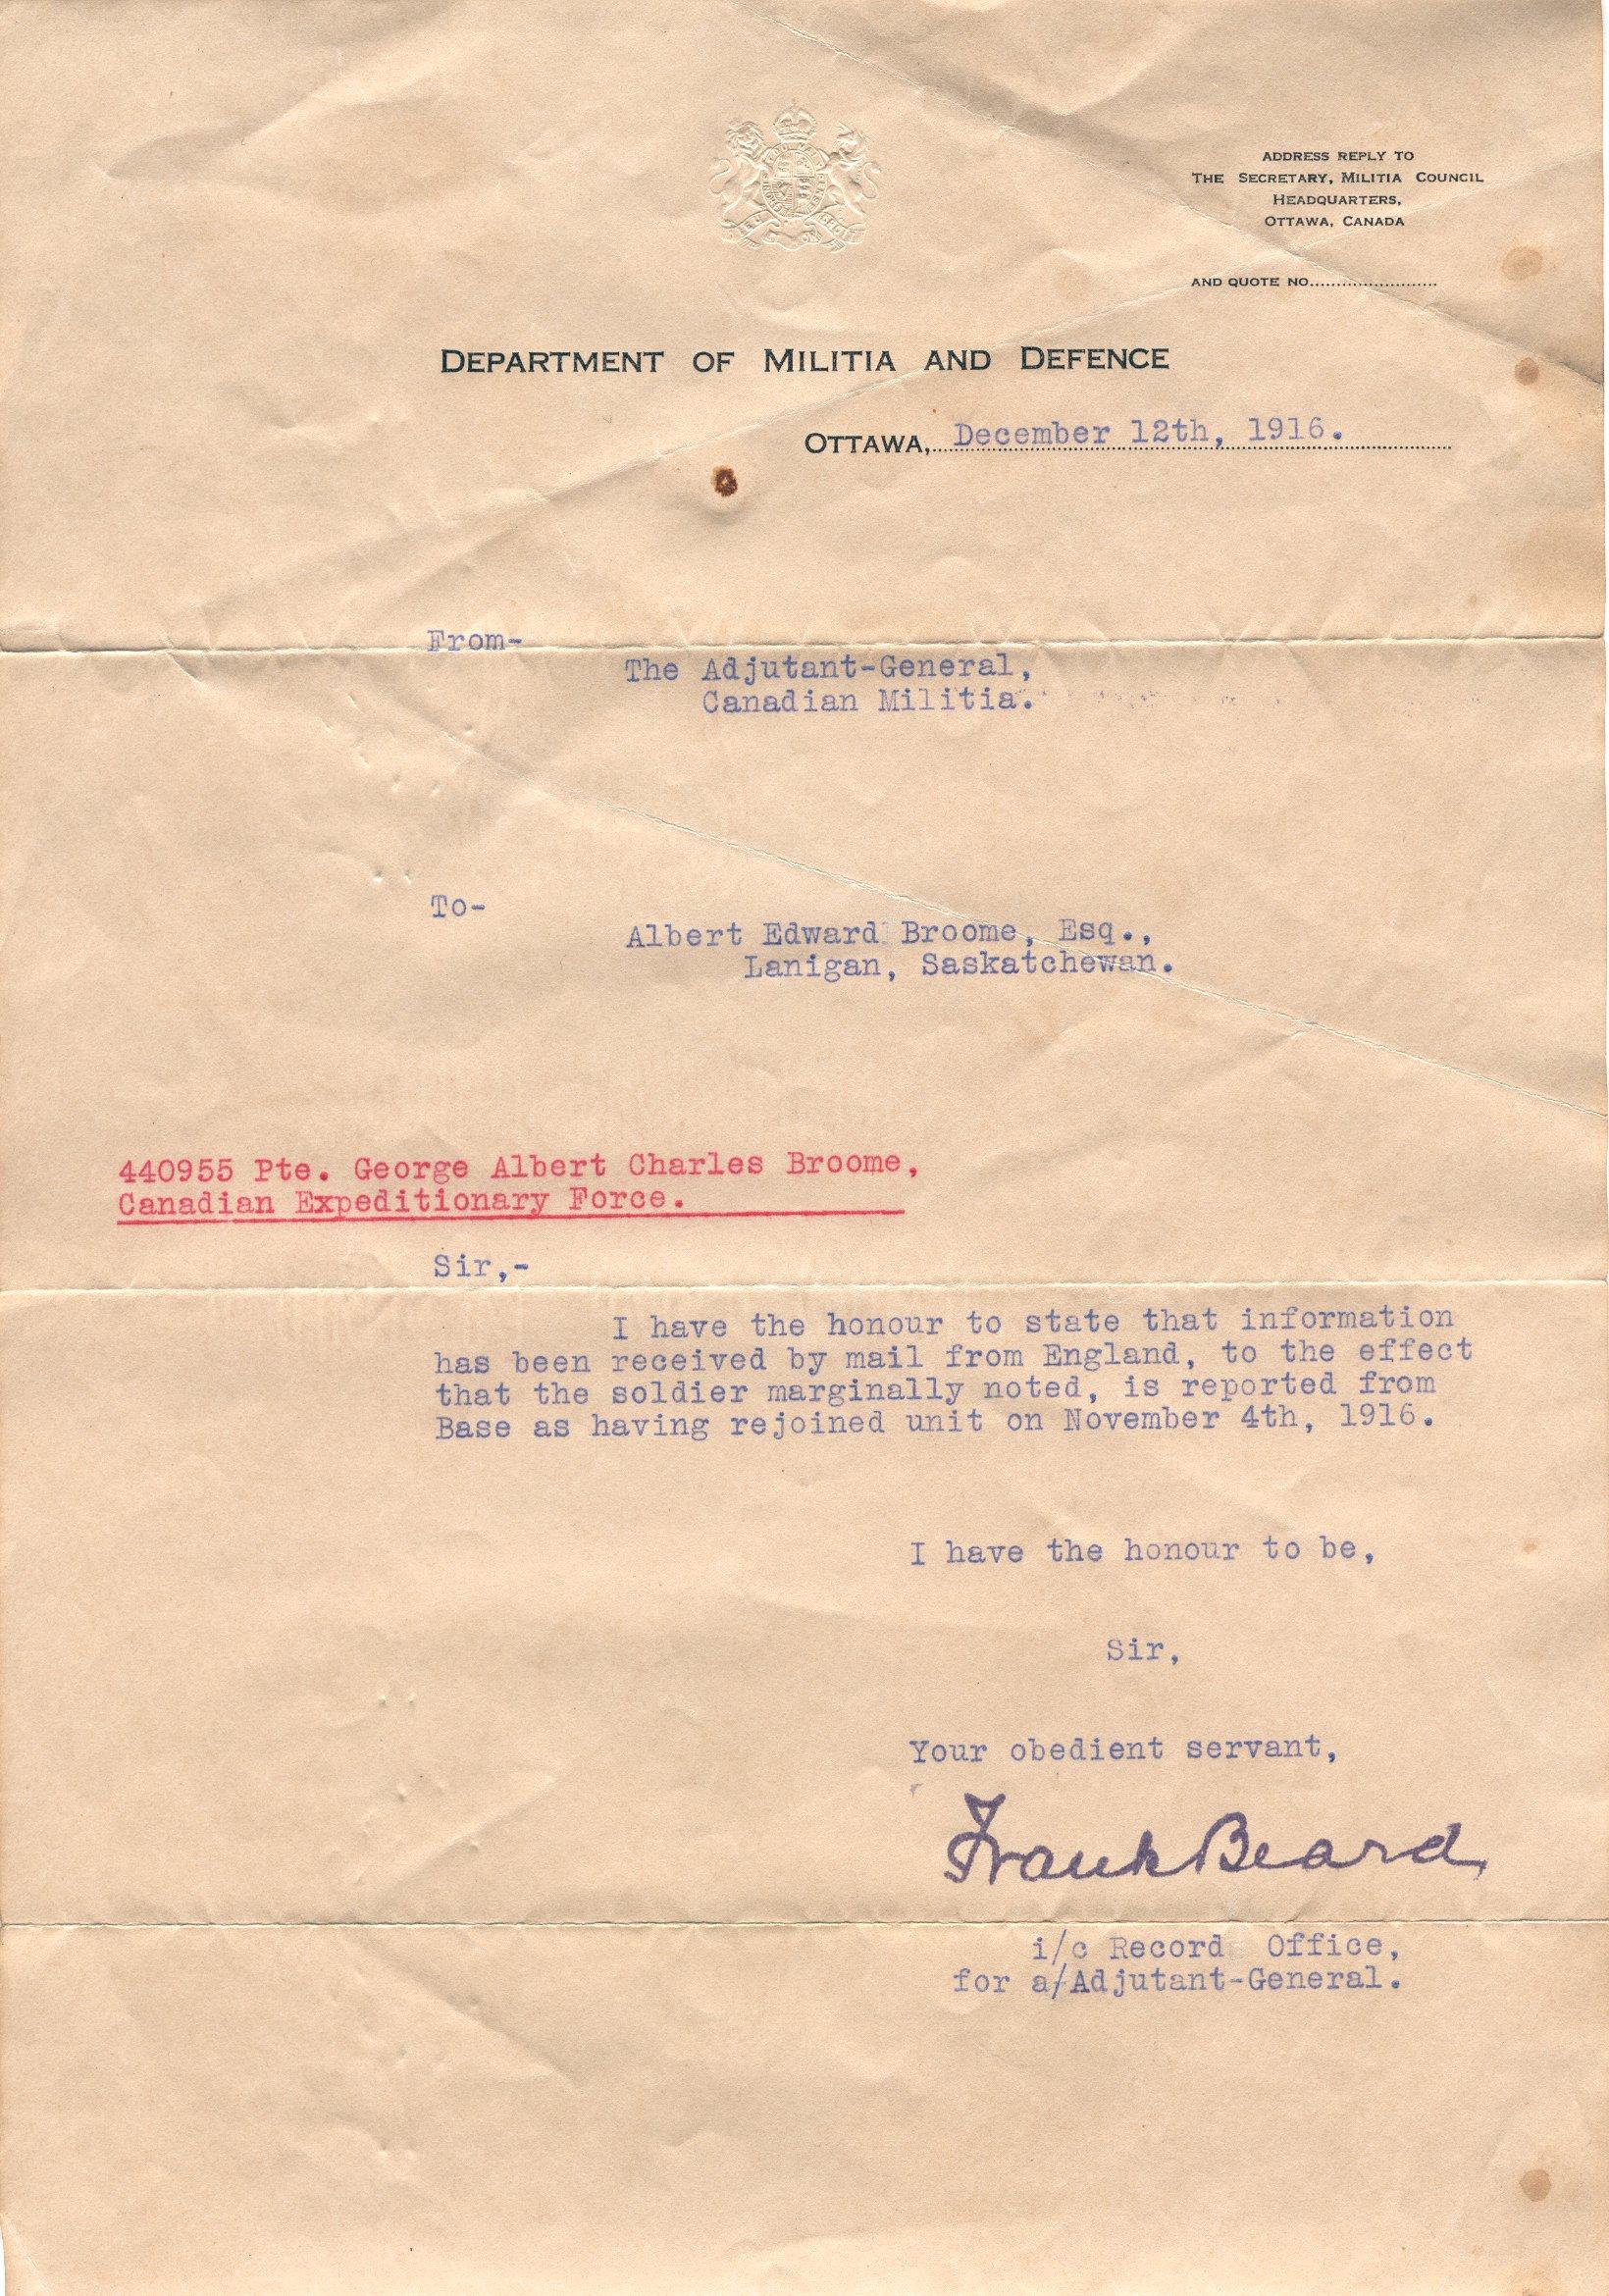 ADDRESS REPLY TO
THE SECRETARY, MILITIA COUNCIL
HEADQUARTERS,
OTTAWA, CANADA
AND QUOTE NO.........................
DEPARTMENT OF MILITIA AND DEFENCE
OTTAWA, December 12th, 1916.
From-
The Adjutant-General,
Canadian Militia.
To-
Albert Edward Broome, Esq.,
Lanigan, Saskatchewan.
440955 Pte. George Albert Charles Broome,
Canadian Expeditionary Force.
Sir,-
I have the honour to state that information
has been received by mail from England, to the effect
that the soldier marginally noted, is reported from
Base as having rejoined unit on November 4th, 1916.
I have the honour to be,
Sir,
Your obedient servant,
Frank Beard
i/c Record Office,
for a/Adjutant-General.